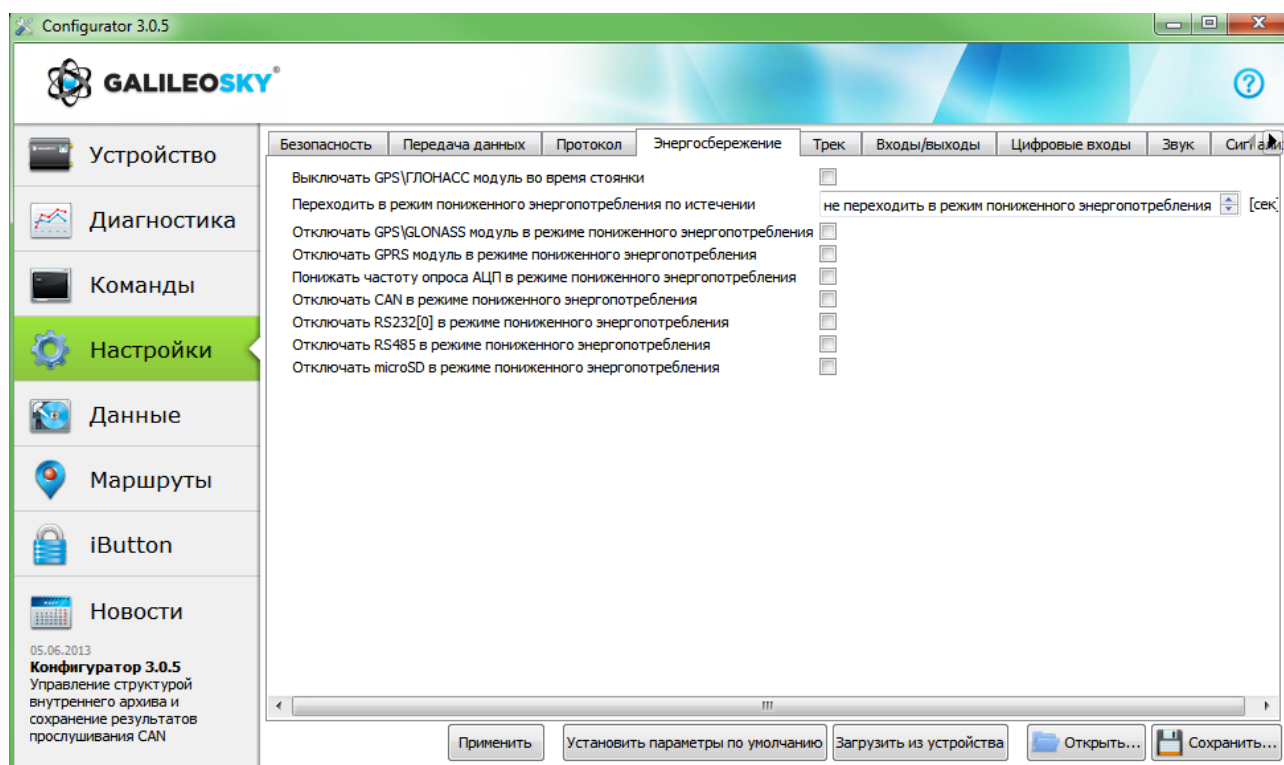 Configurator 3.0.5
GALILEOSKY®
Устройство
Диагностика
Команды
Настройки
Данные
Маршруты
iButton
Новости
05.06.2013
Конфигуратор 3.0.5
Управление структурой
внутреннего архива и
сохранение результатов
прослушивания CAN
Безопасность Передача данных Протокол Энергосбережение Трек Входы/выходы Цифровые входы Звук
Выключать GPS\ГЛОНАСС модуль во время стоянки
Переходить в режим пониженного энергопотребления по истечении не переходить в режим пониженного энергопотребления [сек]
Отключать GPS\GLONASS модуль в режиме пониженного энергопотребления
Отключать GPRS модуль в режиме пониженного энергопотребления
Понижать частоту опроса АЦП в режиме пониженного энергопотребления
Отключать CAN в режиме пониженного энергопотребления
Отключать RS232[0] в режиме пониженного энергопотребления
Отключать RS485 в режиме пониженного энергопотребления
Отключать microSD в режиме пониженного энергопотребления
Применить Установить параметры по умолчанию Загрузить из устройства Открыть... Сохранить...